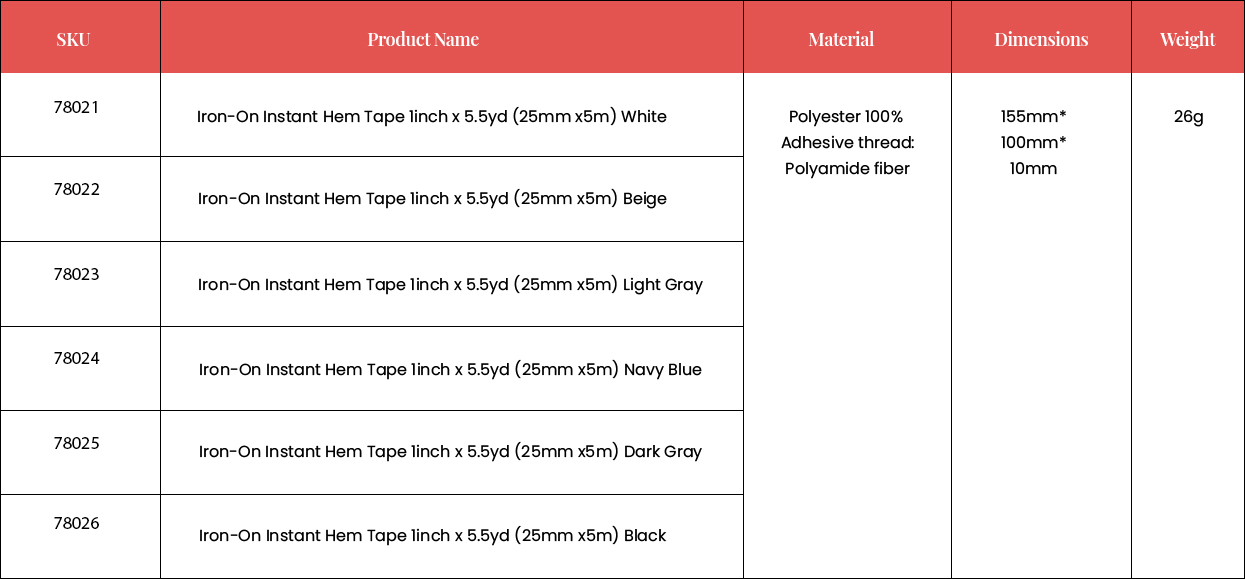 SKU Product Name Material Dimensions Weight
78021
Iron-On Instant Hem Tape 1inch x 5.5yd (25mm x5m) White
Polyester 100%
Adhesive thread:
Polyamide fiber
155mm*
100mm*
10mm
26g
78022
Iron-On Instant Hem Tape 1inch x 5.5yd (25mm x5m) Beige
78023
Iron-On Instant Hem Tape 1inch x 5.5yd (25mm x5m) Light Gray
78024
Iron-On Instant Hem Tape 1inch x 5.5yd (25mm x5m) Navy Blue
78025
Iron-On Instant Hem Tape 1inch x 5.5yd (25mm x5m) Dark Gray
78026
Iron-On Instant Hem Tape 1inch x 5.5yd (25mm x5m) Black